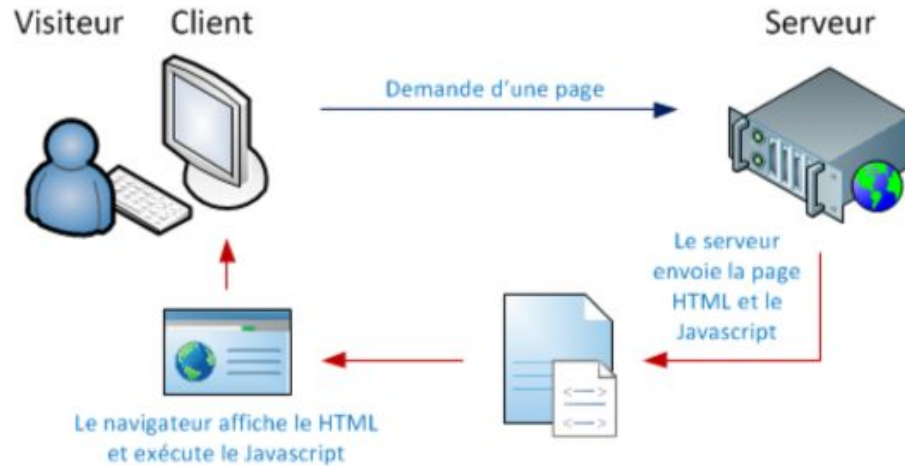 Visiteur Client
Serveur
Demande d'une page
Le serveur
envoie la page
HTML et le
Javascript
Le navigateur affiche le HTML
et exécute le Javascript